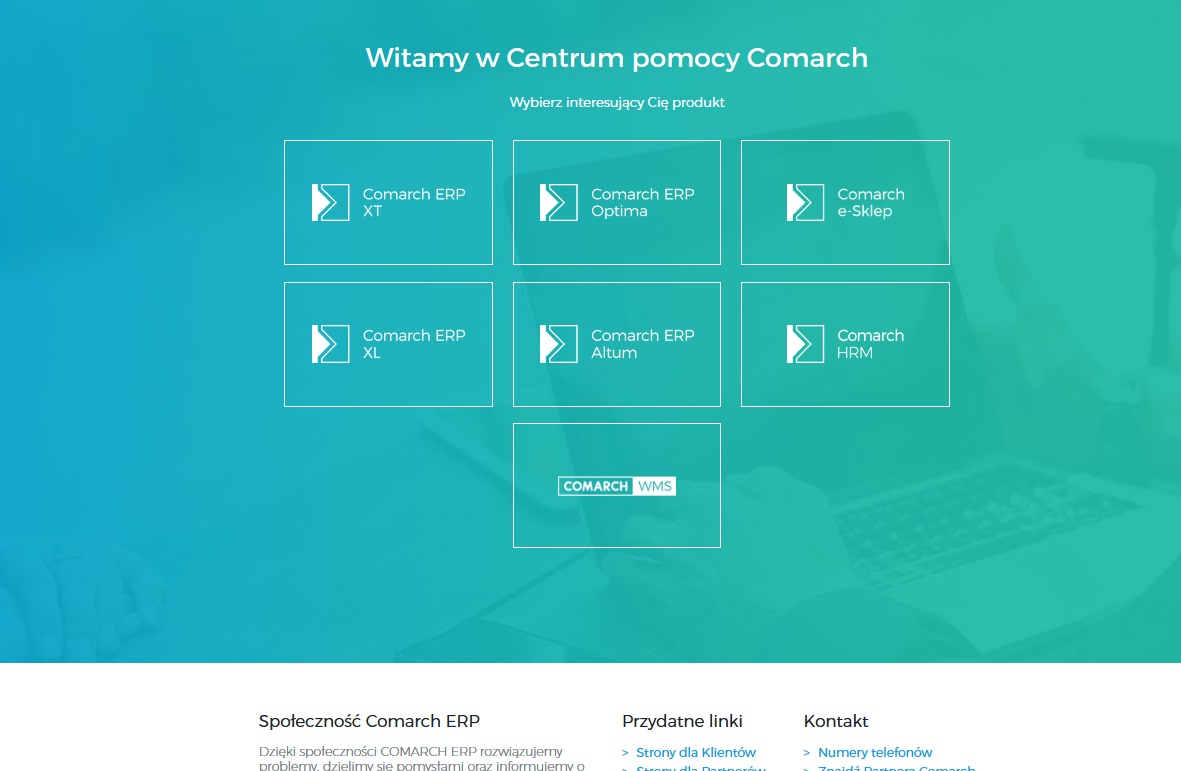 Witamy w Centrum pomocy Comarch
Wybierz interesujący Cię produkt
Comarch ERP
XT
Comarch ERP
Optima
Comarch
e-Sklep
Comarch ERP
XL
Comarch ERP
Altum
Comarch
HRM
COMARCH WMS
Społeczność Comarch ERP
Dzięki społeczności COMARCH ERP rozwiązujemy
problemy, dzielimy się pomysłami oraz informujemy o
Przydatne linki
> Strony dla Klientów
> Strony dla Partnerów
Kontakt
> Numery telefonów
> Znajdź Partnera Comarch